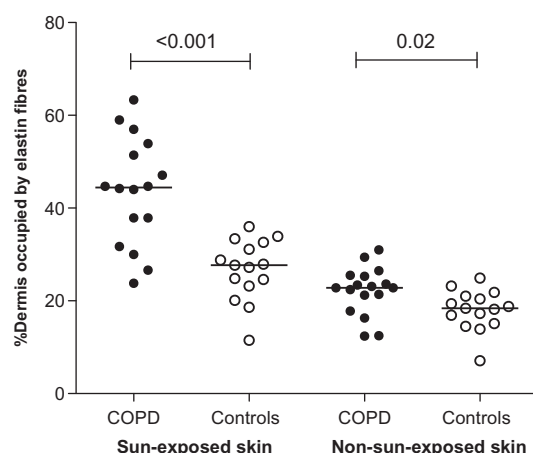 80
<0.001
0.02
60
40
20
0
%Dermis occupied by elastin fibres
COPD Controls COPD Controls
Sun-exposed skin Non-sun-exposed skin